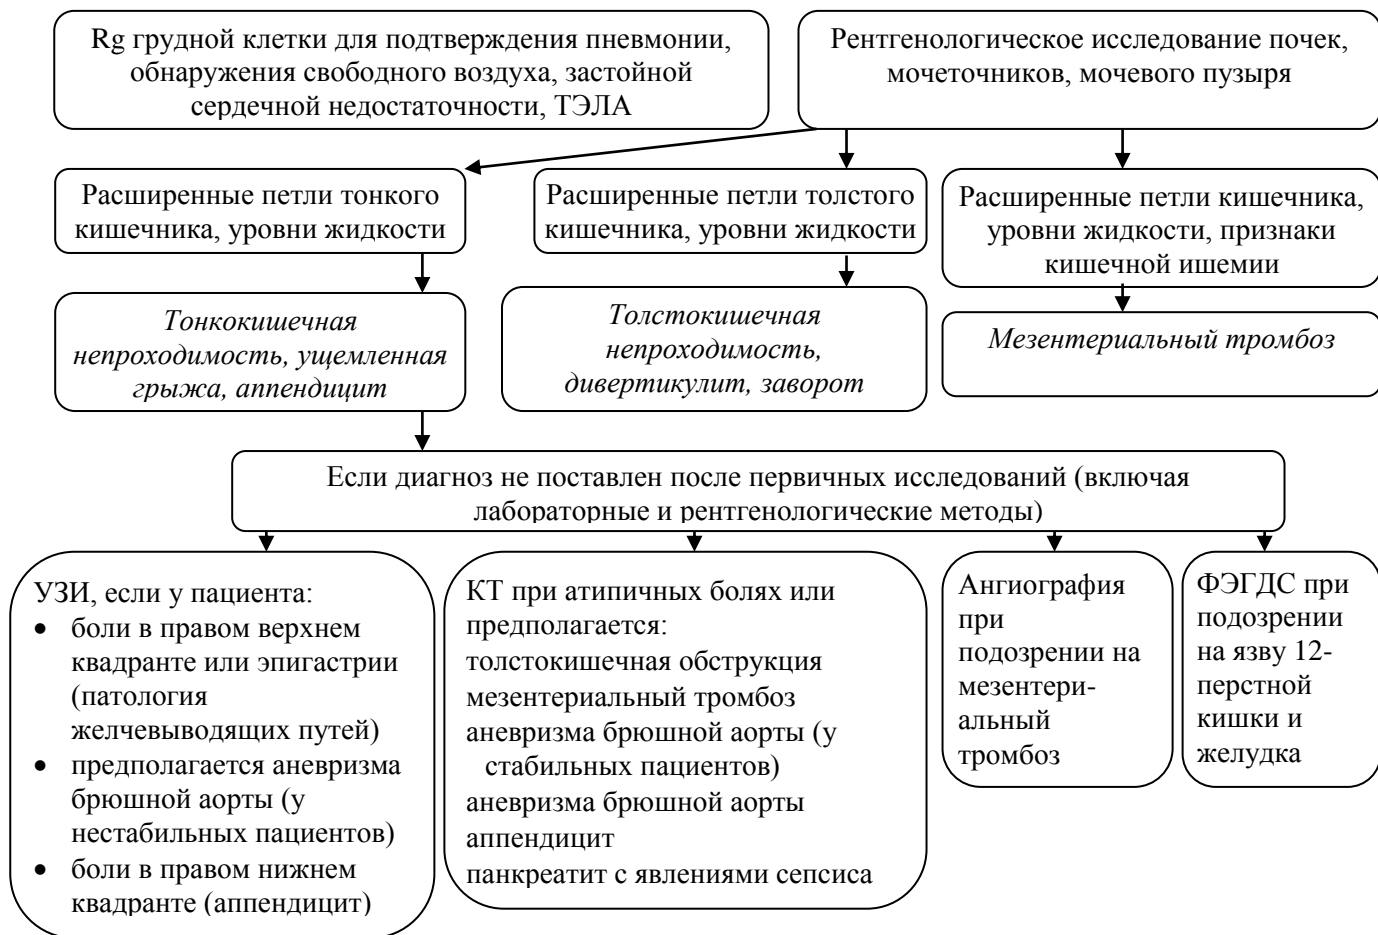 Rg грудной клетки для подтверждения пневмонии,
обнаружения свободного воздуха, застойной
сердечной недостаточности, ТЭЛА
Рентгенологическое исследование почек,
мочеточников, мочевого пузыря
Расширенные петли тонкого
кишечника, уровни жидкости
Расширенные петли толстого
кишечника, уровни жидкости
Расширенные петли кишечника,
уровни жидкости, признаки
кишечной ишемии
Тонкокишечная
непроходимость, ущемленная
грыжа, аппендицит
Толстокишечная
непроходимость,
дивертикулит, заворот
Мезентериальный тромбоз
Если диагноз не поставлен после первичных исследований (включая
лабораторные и рентгенологические методы)
УЗИ, если у пациента:
• боли в правом верхнем
квадранте или эпигастрии
(патология
желчевыводящих путей)
• предполагается аневризма
брюшной аорты (у
нестабильных пациентов)
• боли в правом нижнем
квадранте (аппендицит)
КТ при атипичных болях или
предполагается:
толстокишечная обструкция
мезентериальный тромбоз
аневризма брюшной аорты (у
стабильных пациентов)
аневризма брюшной аорты
аппендицит
панкреатит с явлениями сепсиса
Ангиография
при
подозрении на
мезентери-
альный
тромбоз
ФЭГДС при
подозрении
на язву 12-
перстной
кишки и
желудка